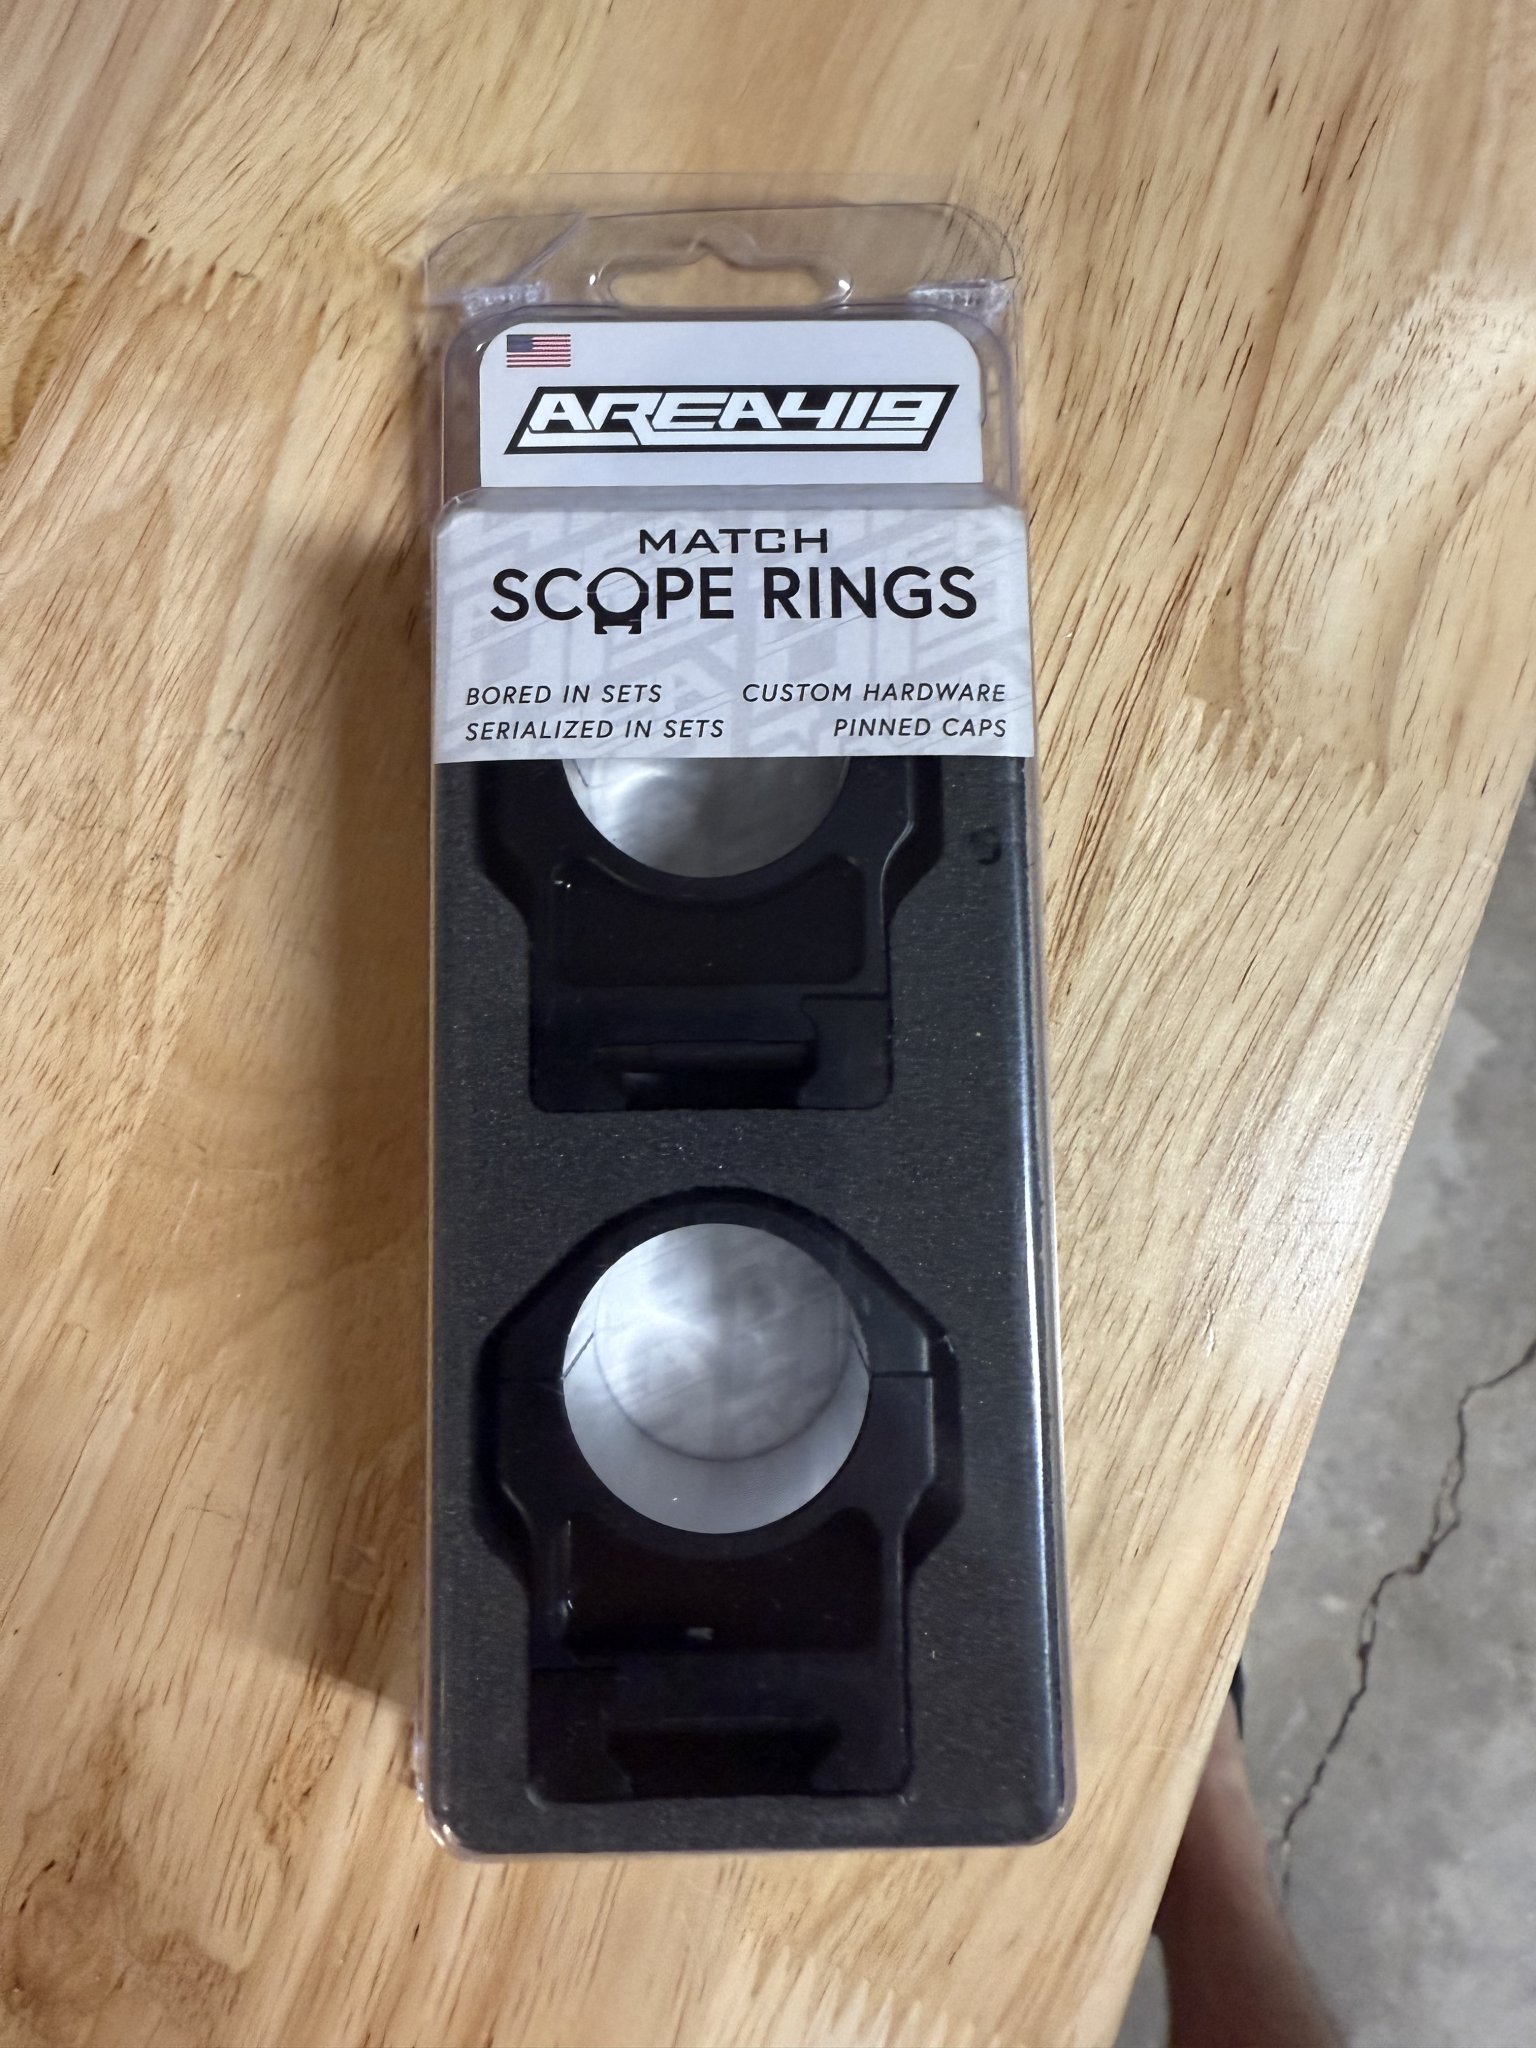 AREA419
MATCH
SCOPE RINGS
BORED IN SETS CUSTOM HARDWARE
SERIALIZED IN SETS PINNED CAPS